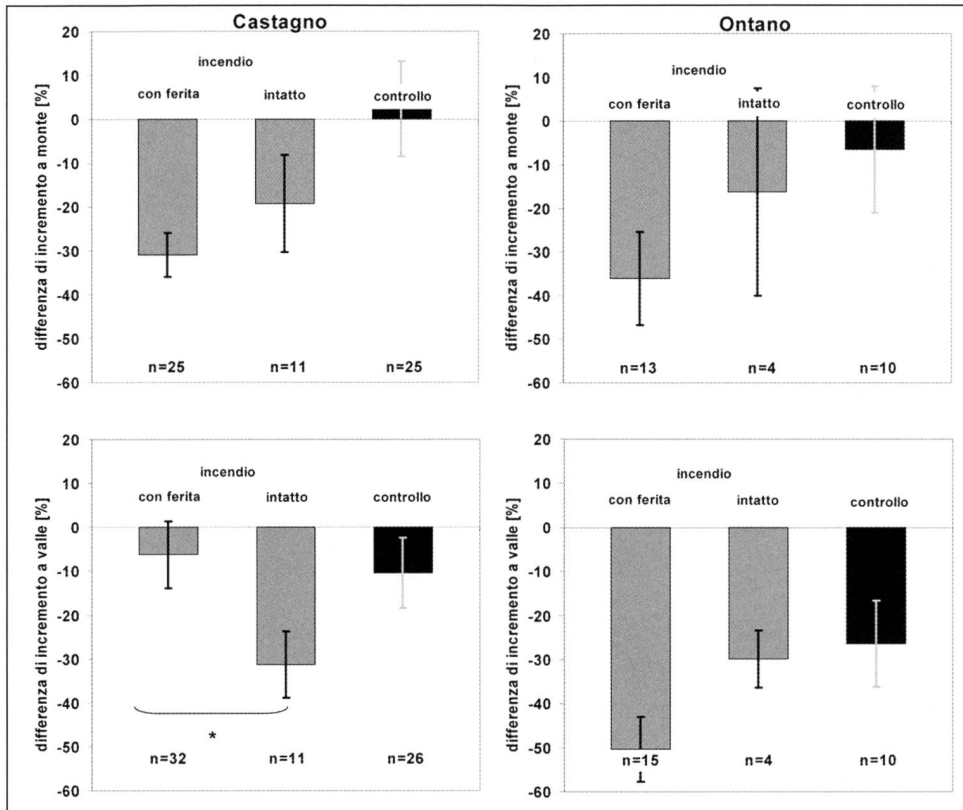 Castagno
20
10
0
-10
-20
-30
-40
-50
-60
differenza di incremento a monte [%]
incendio
con ferita intatto controllo
n=25 n=11 n=25
Ontano
20
10
0
-10
-20
-30
-40
-50
-60
differenza di incremento a monte [%]
incendio
con ferita intatto controllo
n=13 n=4 n=10
20
10
0
-10
-20
-30
-40
-50
-60
differenza di incremento a valle [%]
incendio
con ferita intatto controllo
*
n=32 n=11 n=26
20
10
0
-10
-20
-30
-40
-50
-60
differenza di incremento a valle [%]
incendio
con ferita intatto controllo
n=15 n=4 n=10